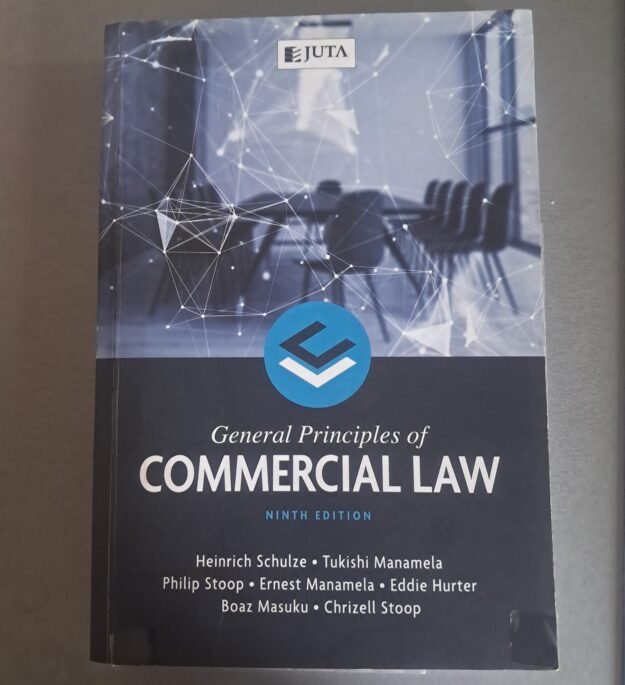 JUTA
General Principles of
COMMERCIAL LAW
NINTH EDITION
Heinrich Schulze • Tukishi Manamela
Philip Stoop • Ernest Manamela • Eddie Hurter
Boaz Masuku • Chrizell Stoop